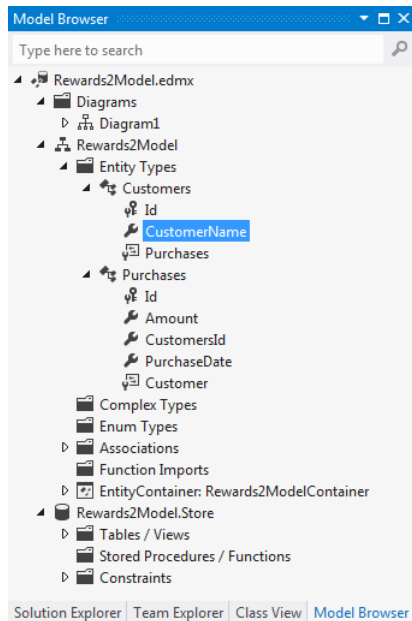 Model Browser
Type here to search
Rewards2Model.edmx
Diagrams
Diagram1
Rewards2Model
Entity Types
Customers
Id
CustomerName
Purchases
Purchases
Id
Amount
CustomersId
PurchaseDate
Customer
Complex Types
Enum Types
Associations
Function Imports
EntityContainer: Rewards2ModelContainer
Rewards2Model.Store
Tables / Views
Stored Procedures / Functions
Constraints
Solution Explorer Team Explorer Class View Model Browser